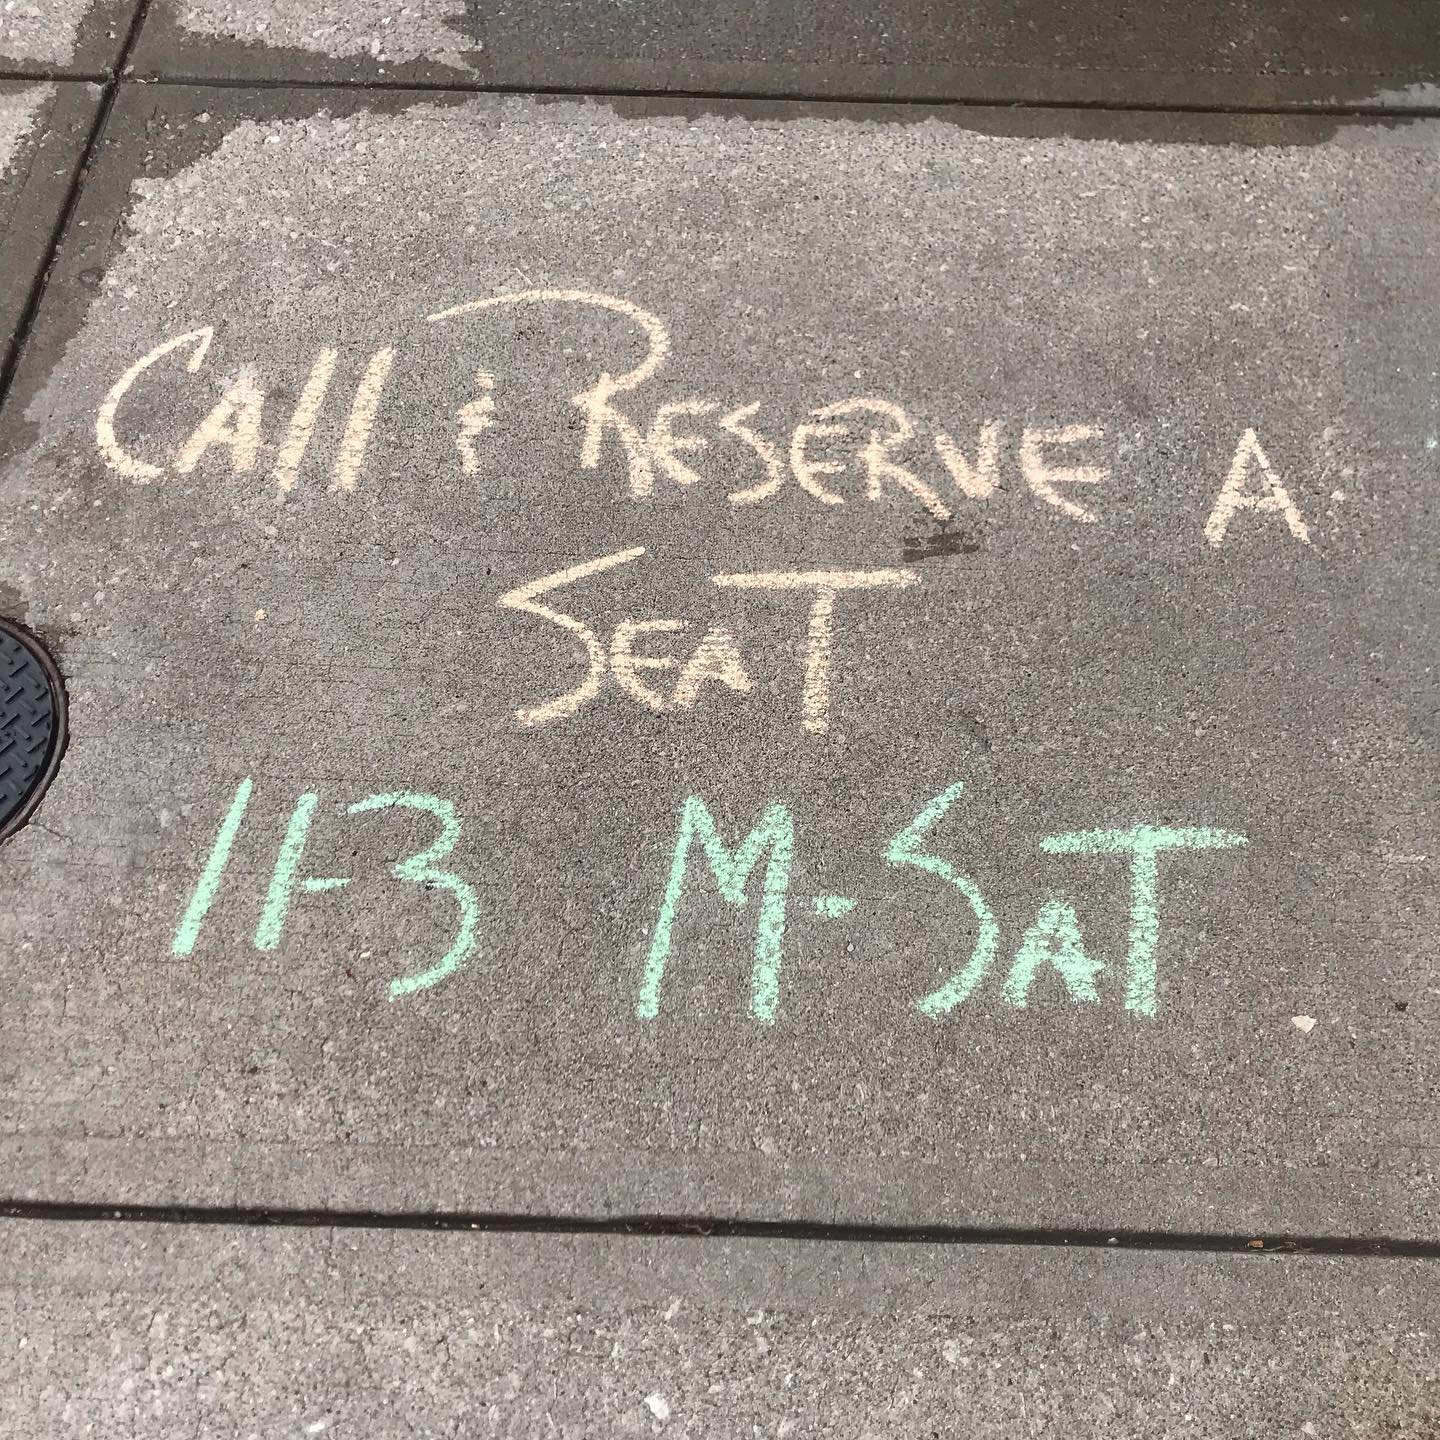 Call & Reserve A
Seat
11-3 M-Sat